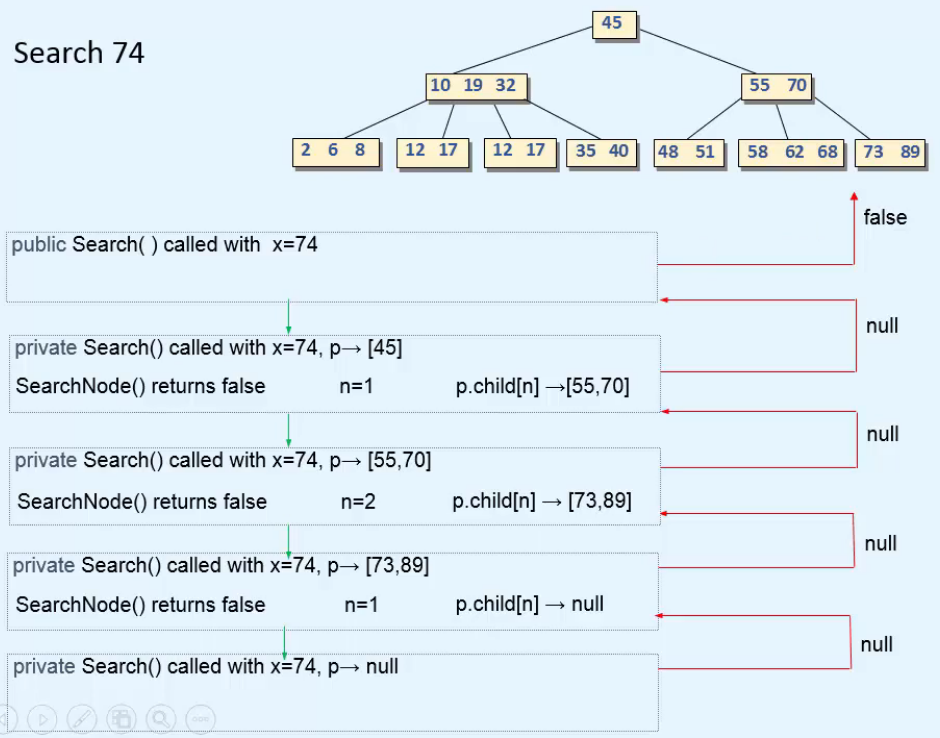 Search 74
45
10 19 32
55 70
2 6 8
12 17
12 17
35 40
48 51
58 62 68
73 89
false
public Search( ) called with x=74
null
private Search() called with x=74, p→ [45]
SearchNode() returns false n=1 p.child[n] →[55,70]
null
private Search() called with x=74, p→ [55,70]
SearchNode() returns false n=2 p.child[n] → [73,89]
null
private Search() called with x=74, p→ [73,89]
SearchNode() returns false n=1 p.child[n] → null
null
private Search() called with x=74, p→ null